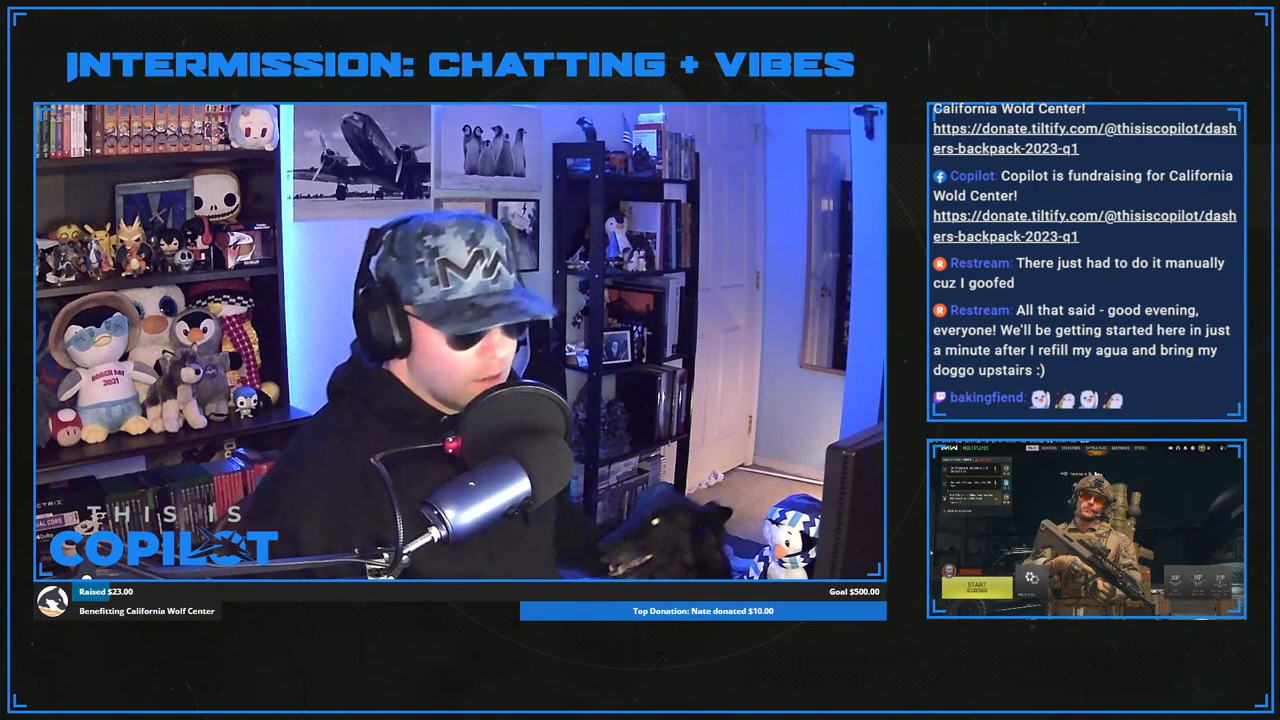 INTERMISSION: CHATTING + VIBES
California Wold Center!
https://donate.tiltify.com/@thisiscopilot/dash
ers-backpack-2023-q1
Copilot: Copilot is fundraising for California
Wold Center!
https://donate.tiltify.com/@thisiscopilot/dash
ers-backpack-2023-q1
Restream: There just had to do it manually
cuz I goofed
Restream: All that said - good evening,
everyone! We'll be getting started here in just
a minute after I refill my agua and bring my
doggo upstairs :)
bakingfiend:
BEACH DAY
2021
THIS IS
COPILOT
START
Raised $23.00
Goal $500.00
Benefitting California Wolf Center
Top Donation: Nate donated $10.00